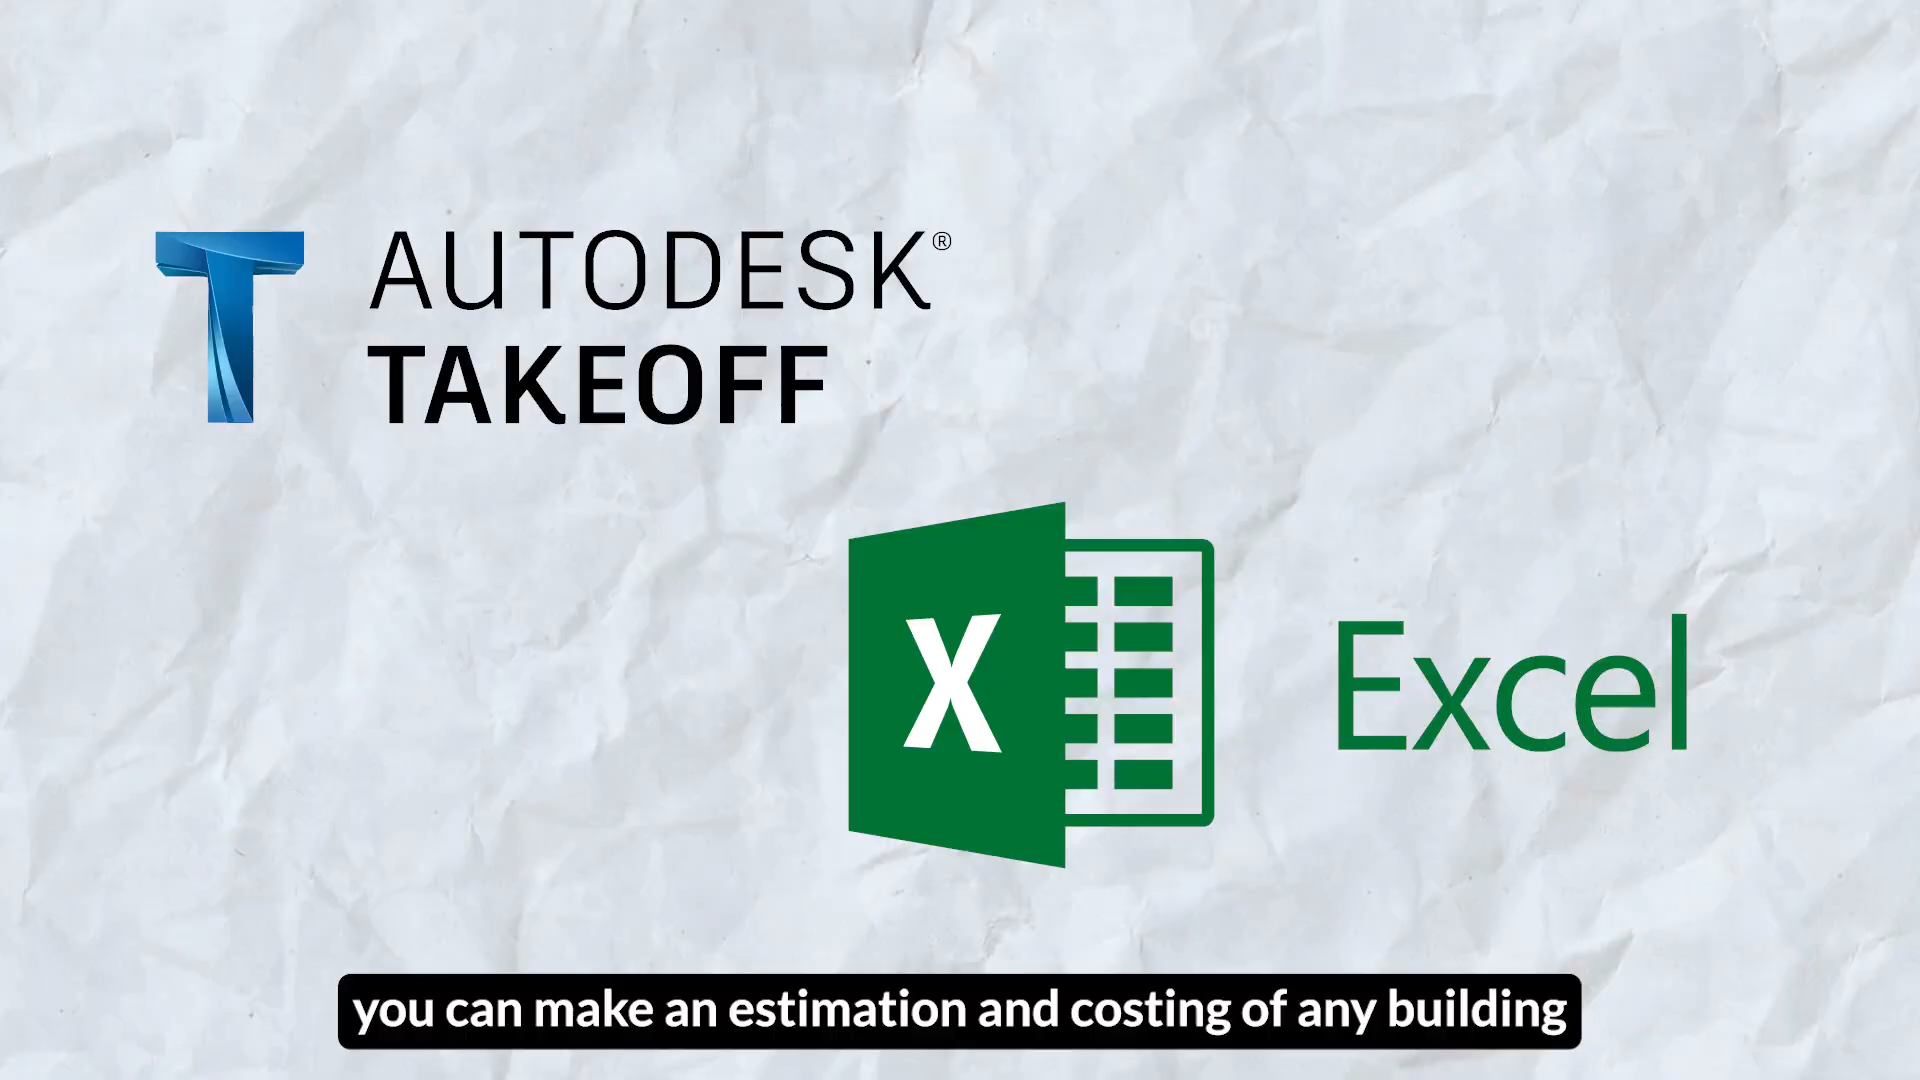 AUTODESK®
TAKEOFF
X
Excel
you can make an estimation and costing of any building